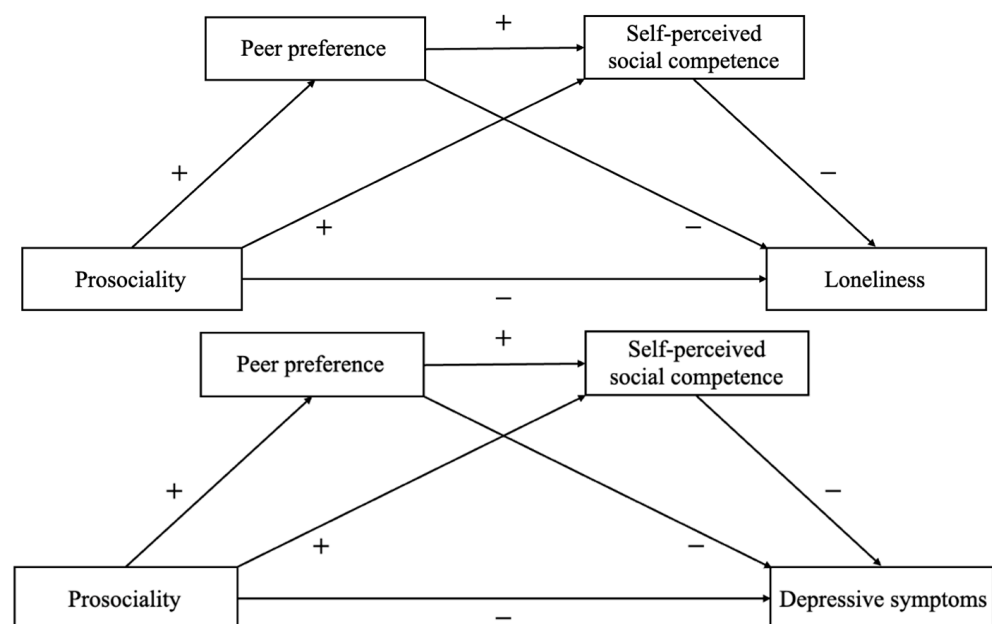 +
Peer preference
Self-perceived
social competence
+
−
+
−
Prosociality
Loneliness
−
+
Peer preference
Self-perceived
social competence
+
−
+
−
Prosociality
Depressive symptoms
−